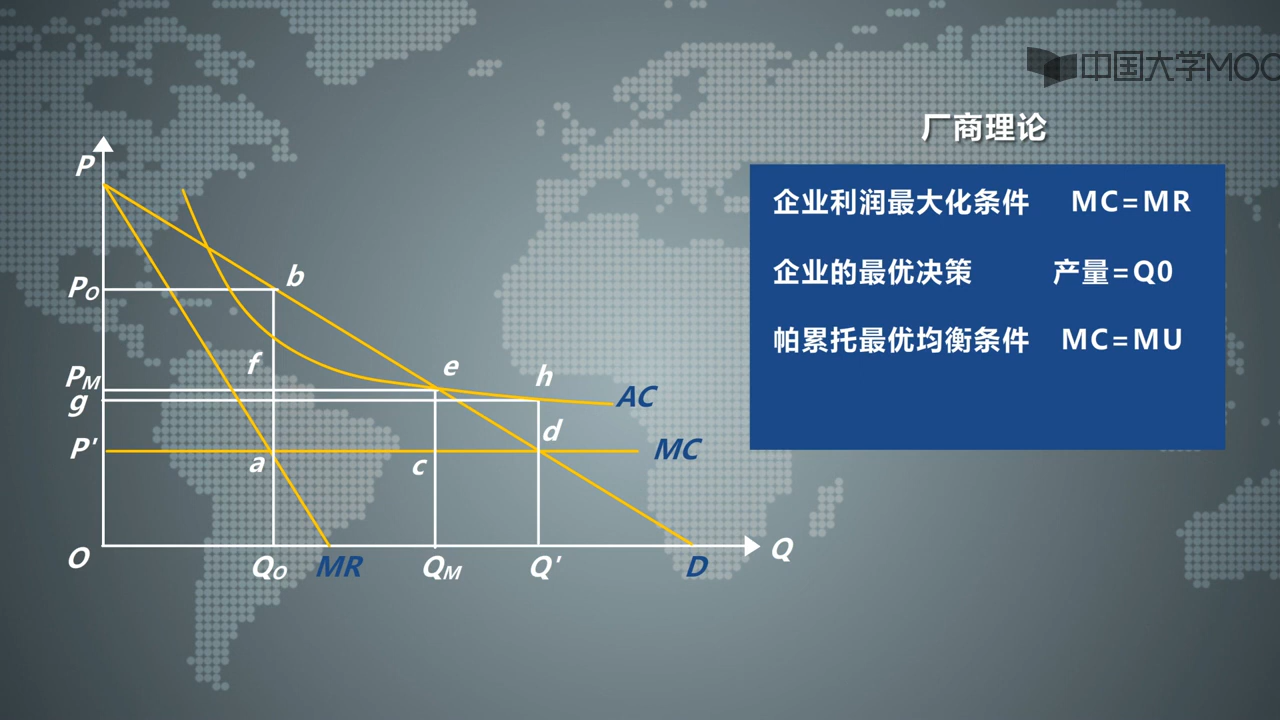 中国大学MOO
厂商理论
企业利润最大化条件 MC=MR
企业的最优决策 产量=Q0
帕累托最优均衡条件 MC=MU
P
PO
b
f
e
h
PM
g
AC
P'
d
MC
a
c
O
QO
MR
QM
Q'
D
Q